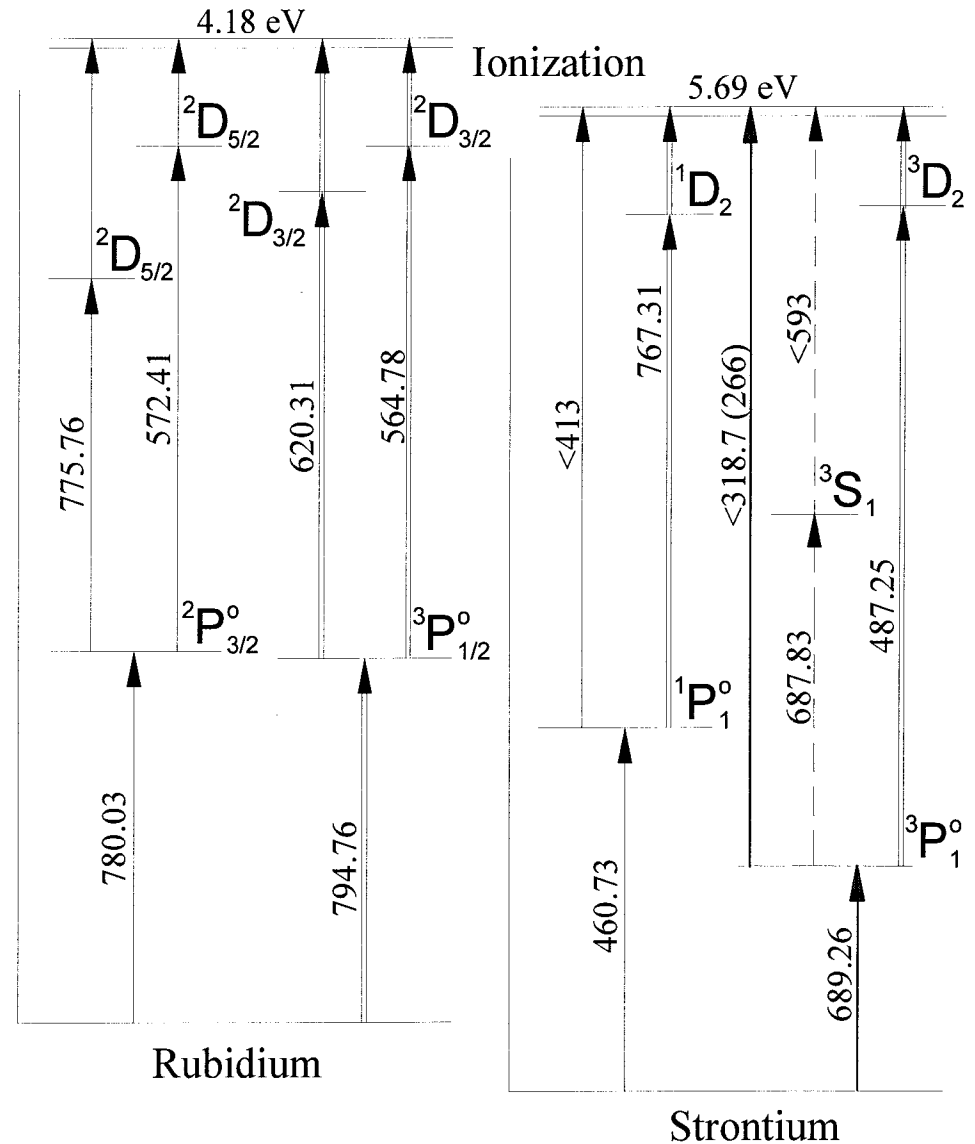 4.18 eV
Ionization
5.69 eV
²D₅/₂
²D₃/₂
²D₃/₂
²D₅/₂
¹D₂
³D₂
775.76
572.41
620.31
564.78
<413
767.31
<318.7 (266)
<593
³S₁
687.83
487.25
²P°₃/₂
³P°₁/₂
¹P°₁
³P°₁
780.03
794.76
460.73
689.26
Rubidium
Strontium